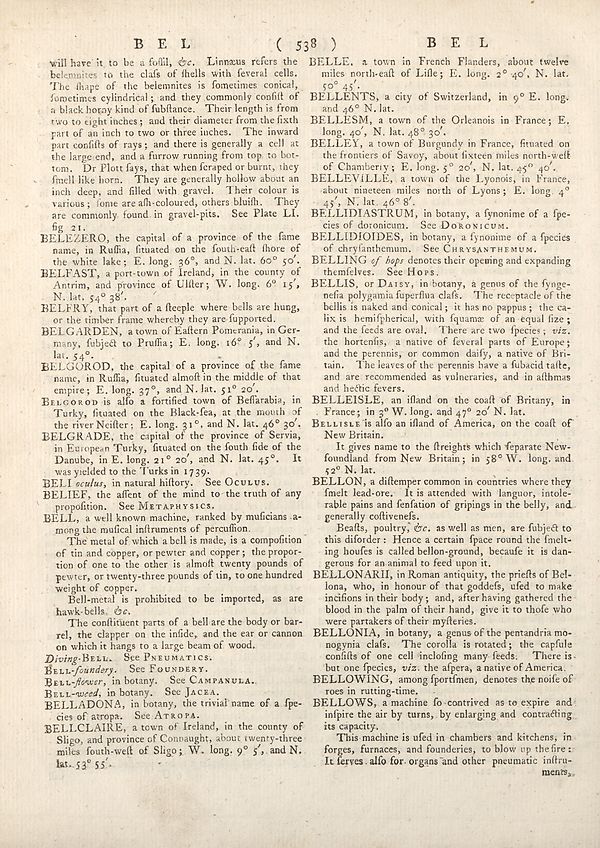 B E L ( 538 ) B E L
will have it to be a foſſil, &c. Linnæus refers the
belemnites to the claſs of ſhells with ſeveral cells.
The ſhape of the belemnites is ſometimes conical,
ſometimes cylindrical; and they commonly conſiſt of
a black horny kind of ſubſtance. Their length is from
two to eight inches; and their diameter from the ſixth
part of an inch to two or three inches. The inward
part conſiſts of rays; and there is generally a cell at
the large end, and a furrow running from top to bot-
tom. Dr Plott ſays, that when ſcraped or burnt, they
ſmell like horn. They are generally hollow about an
inch deep, and filled with gravel. Their colour is
various; ſome are aſh-coloured, others bluiſh. They
are commonly found in gravel-pits. See Plate LI.
fig 21.
BELEZERO, the capital of a province of the ſame
name, in Ruſſia, ſituated on the ſouth-eaſt ſhore of
the white lake; E. long. 36°, and N. lat. 60° 50′.
BELFAST, a port-town of Ireland, in the county of
Antrim, and province of Ulſter; W. long. 6° 15′,
N. lat. 54° 38′.
BELFRY, that part of a ſteeple where bells are hung,
or the timber frame whereby they are ſupported.
BELGARDEN, a town of Eaſtern Pomerania, in Ger-
many, ſubject to Pruſſia; E. long. 16° 5′, and N.
lat. 54°.
BELGOROD, the capital of a province of the ſame
name, in Ruſſia, ſituated almoſt in the middle of that
empire; E. long. 37°, and N. lat. 51° 20′.
BELGOROD is alſo a fortified town of Beſſarabia, in
Turky, ſituated on the Black-ſea, at the mouth of
the river Neiſter; E. long. 31°, and N. lat. 46° 30′.
BELGRADE, the capital of the province of Servia,
in European Turky, ſituated on the ſouth ſide of the
Danube, in E. long. 21° 20′, and N. lat. 45°. It
was yielded to the Turks in 1739.
BELI oculus, in natural hiſtory. See OCULUS.
BELIEF, the aſſent of the mind to the truth of any
propoſition. See METAPHYSICS.
BELL, a well known machine, ranked by muſicians a-
mong the muſical inſtruments of percuſſion.
The metal of which a bell is made, is a compoſition
of tin and copper, or pewter and copper; the propor-
tion of one to the other is almoſt twenty pounds of
pewter, or twenty-three pounds of tin, to one hundred
weight of copper.
Bell-metal is prohibited to be imported, as are
hawk-bells, &c.
The conſtituent parts of a bell are the body or bar-
rel, the clapper on the inſide, and the ear or cannon
on which it hangs to a large beam of wood.
Diving-BELL. See PNEUMATICS.
BELL-foundery. See FOUNDERY.
BELL-flower, in botany. See CAMPANULA.
BELL-weed, in botany. See JACEA.
BELLADONA, in botany, the trivial name of a ſpe-
cies of atropa. See ATROPA.
BELLCLAIRE, a town of Ireland, in the county of
Sligo, and province of Connaught, about twenty-three
miles ſouth-weſt of Sligo; W. long. 9° 5′, and N.
lat. 53° 55′.
BELLE, a town in French Flanders, about twelve
miles north-eaſt of Liſle; E. long. 2° 40′, N. lat.
50° 45′.
BELLENTS, a city of Switzerland, in 9° E. long.
and 46° N. lat.
BELLESM, a town of the Orleanois in France; E.
long. 40′, N. lat. 48° 30′.
BELLEY, a town of Burgundy in France, ſituated on
the frontiers of Savoy, about ſixteen miles north-weſt
of Chamberiy; E. long. 5° 20′, N. lat. 45° 40′.
BELLEVILLE, a town of the Lyonois, in France,
about nineteen miles north of Lyons; E. long 4°
45′, N. lat. 46° 8′.
BELLIDIASTRUM, in botany, a ſynonime of a ſpe-
cies of doronicum. See DORONICUM.
BELLIDIOIDES, in botany, a ſynonime of a ſpecies
of chryſanthemum. See CHRYSANTHEMUM.
BELLING of hops denotes their opening and expanding
themſelves. See HOPS.
BELLIS, or DAISY, in botany, a genus of the ſynge-
neſia polygamia ſuperflua claſs. The receptacle of the
bellis is naked and conical; it has no pappus; the ca-
lix is hemiſpherical, with ſquamæ of an equal ſize;
and the ſeeds are oval. There are two ſpecies; viz.
the hortenſis, a native of ſeveral parts of Europe;
and the perennis, or common daiſy, a native of Bri-
tain. The leaves of the perennis have a ſubacid taſte,
and are recommended as vulneraries, and in aſthmas
and hectic fevers.
BELLEISLE, an iſland on the coaſt of Britany, in
France; in 3° W. long. and 47° 20′ N. lat.
BELLISLE is alſo an iſland of America, on the coaſt of
New Britain.
It gives name to the ſtreights which ſeparate New-
foundland from New Britain; in 58° W. long. and
52° N. lat.
BELLON, a diſtemper common in countries where they
ſmelt lead-ore. It is attended with languor, intole-
rable pains and ſenſation of gripings in the belly, and
generally coſtiveneſs.
Beaſts, poultry, &c. as well as men, are ſubject to
this diſorder: Hence a certain ſpace round the ſmelt-
ing houſes is called bellon-ground, becauſe it is dan-
gerous for an animal to feed upon it.
BELLONARII, in Roman antiquity, the prieſts of Bel-
lona, who, in honour of that goddeſs, uſed to make
inciſions in their body; and, after having gathered the
blood in the palm of their hand, give it to thoſe who
were partakers of their myſteries.
BELLONIA, in botany, a genus of the pentandria mo-
nogynia claſs. The corolla is rotated; the capſule
conſiſts of one cell incloſing many ſeeds. There is
but one ſpecies, viz. the aſpera, a native of America.
BELLOWING, among ſportſmen, denotes the noiſe of
roes in rutting-time.
BELLOWS, a machine ſo contrived as to expire and
inſpire the air by turns, by enlarging and contracting
its capacity.
This machine is uſed in chambers and kitchens, in
forges, furnaces, and founderies, to blow up the fire:
It ſerves alſo for organs and other pneumatic inſtru-
ments,